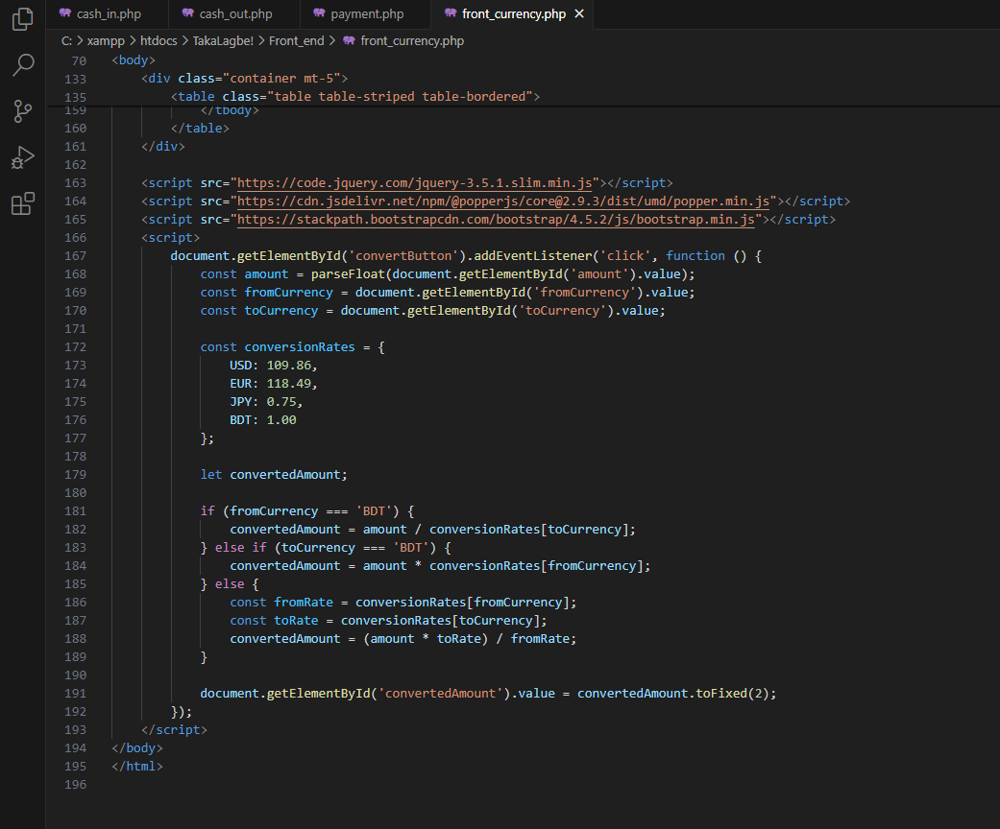 cash_in.php cash_out.php payment.php front_currency.php
C: > xampp > htdocs > TakaLagbe! > Front_end > front_currency.php
70 <body>
133 <div class="container mt-5">
135 <table class="table table-striped table-bordered">
159 </tbody>
160 </table>
161 </div>
162
163 <script src="https://code.jquery.com/jquery-3.5.1.slim.min.js"></script>
164 <script src="https://cdn.jsdelivr.net/npm/@popperjs/core@2.9.3/dist/umd/popper.min.js"></script>
165 <script src="https://stackpath.bootstrapcdn.com/bootstrap/4.5.2/js/bootstrap.min.js"></script>
166 <script>
167 document.getElementById('convertButton').addEventListener('click', function () {
168 const amount = parseFloat(document.getElementById('amount').value);
169 const fromCurrency = document.getElementById('fromCurrency').value;
170 const toCurrency = document.getElementById('toCurrency').value;
171
172 const conversionRates = {
173 USD: 109.86,
174 EUR: 118.49,
175 JPY: 0.75,
176 BDT: 1.00
177 };
178
179 let convertedAmount;
180
181 if (fromCurrency === 'BDT') {
182 convertedAmount = amount / conversionRates[toCurrency];
183 } else if (toCurrency === 'BDT') {
184 convertedAmount = amount * conversionRates[fromCurrency];
185 } else {
186 const fromRate = conversionRates[fromCurrency];
187 const toRate = conversionRates[toCurrency];
188 convertedAmount = (amount * toRate) / fromRate;
189 }
190
191 document.getElementById('convertedAmount').value = convertedAmount.toFixed(2);
192 });
193 </script>
194 </body>
195 </html>
196